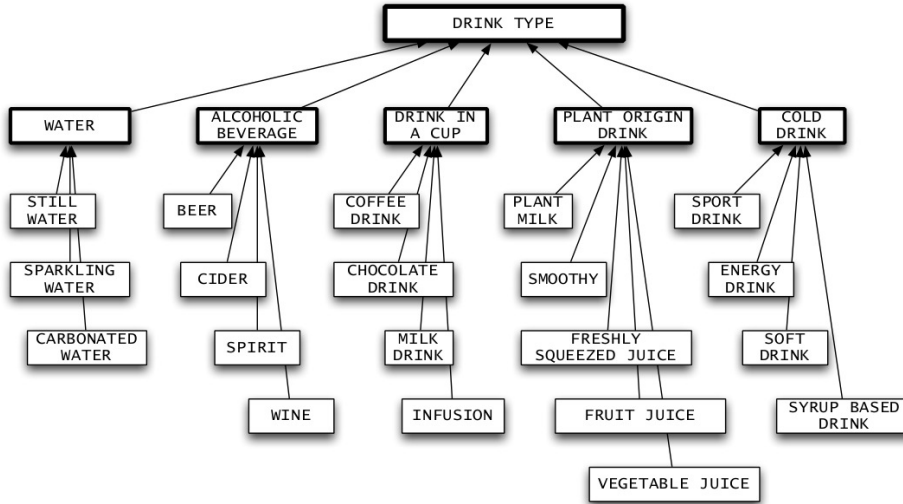 DRINK TYPE
WATER
ALCOHOLIC
BEVERAGE
DRINK IN
A CUP
PLANT ORIGIN
DRINK
COLD
DRINK
STILL
WATER
BEER
COFFEE
DRINK
PLANT
MILK
SPORT
DRINK
SPARKLING
WATER
CIDER
CHOCOLATE
DRINK
SMOOTHY
ENERGY
DRINK
CARBONATED
WATER
SPIRIT
MILK
DRINK
FRESHLY
SQUEEZED JUICE
SOFT
DRINK
WINE
INFUSION
FRUIT JUICE
SYRUP BASED
DRINK
VEGETABLE JUICE